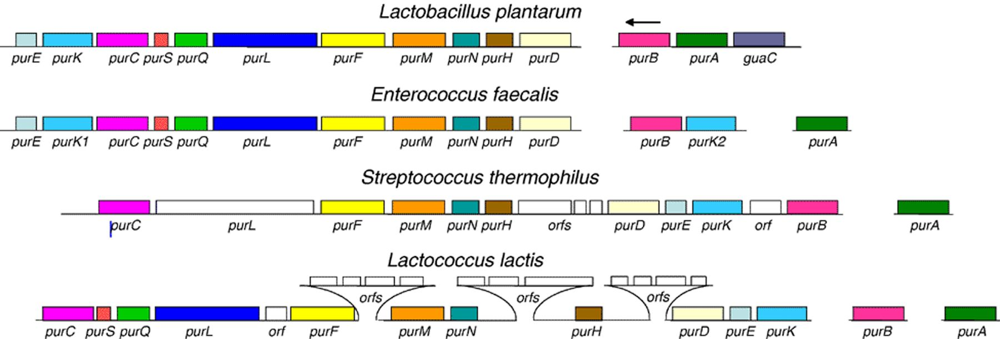 Lactobacillus plantarum
purE purK purC purS purQ purL purF purM purN purH purD purB purA guaC
Enterococcus faecalis
purE purK1 purC purS purQ purL purF purM purN purH purD purB purK2 purA
Streptococcus thermophilus
purC purL purF purM purN purH orfs purD purE purK orf purB purA
Lactococcus lactis
orfs orfs orfs
purC purS purQ purL orf purF purM purN purH purD purE purK purB purA